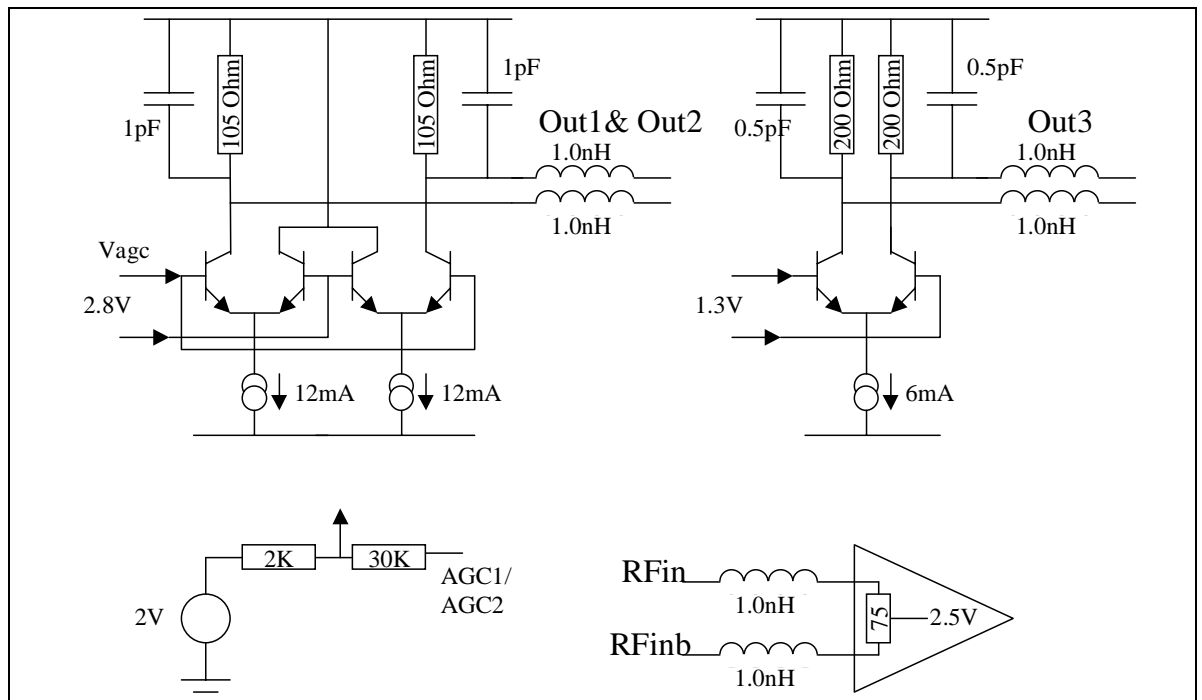 1pF
105 Ohm
105 Ohm
1pF
Out1& Out2
1.0nH
1.0nH
Vagc
2.8V
12mA
12mA
0.5pF
200 Ohm
200 Ohm
0.5pF
Out3
1.0nH
1.0nH
1.3V
6mA
2V
2K
30K
AGC1/
AGC2
RFin
1.0nH
RFinb
1.0nH
75
2.5V